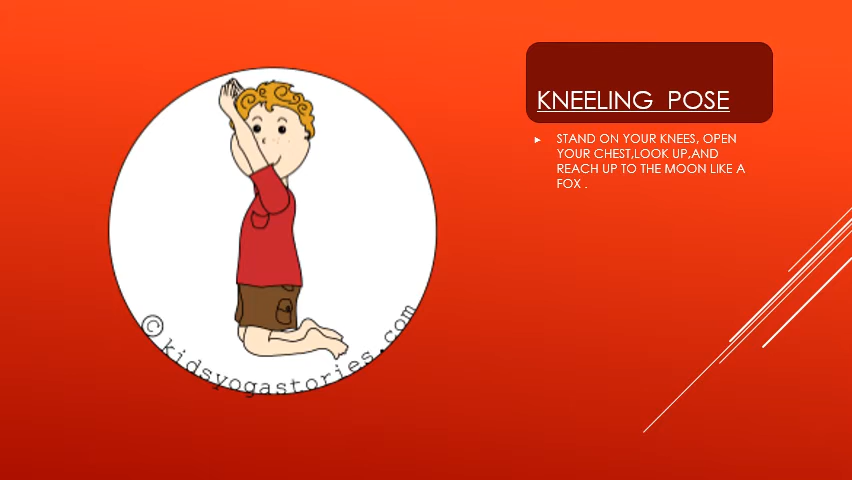 KNEELING POSE
► STAND ON YOUR KNEES, OPEN
YOUR CHEST,LOOK UP,AND
REACH UP TO THE MOON LIKE A
FOX .
©kidsyogastories.com